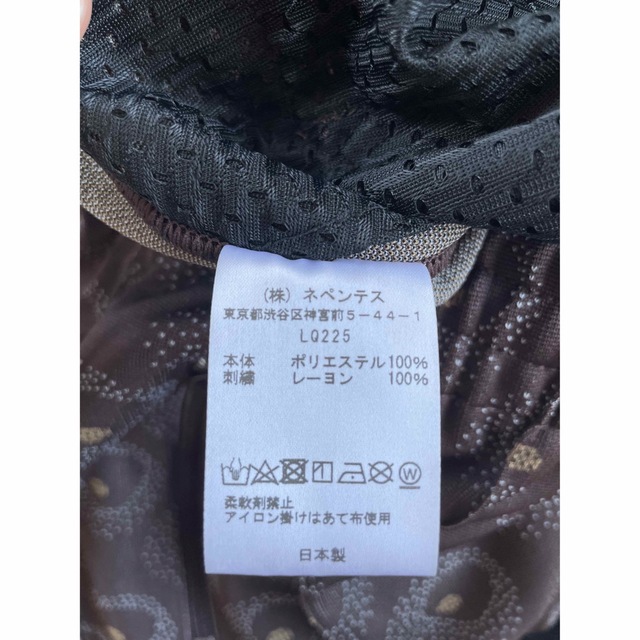 (株) ネペンテス
東京都渋谷区神宮前5-44-1
LQ225
本体 ポリエステル100%
刺繍 レーヨン 100%
W
柔軟剤禁止
アイロン掛けはあて布使用
日本製